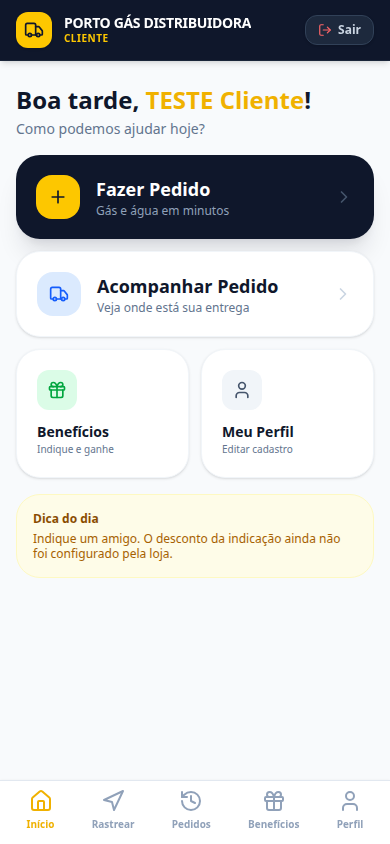 PORTO GÁS DISTRIBUIDORA
CLIENTE
Sair
Boa tarde, TESTE Cliente!
Como podemos ajudar hoje?
Fazer Pedido
Gás e água em minutos
Acompanhar Pedido
Veja onde está sua entrega
Benefícios
Indique e ganhe
Meu Perfil
Editar cadastro
Dica do dia
Indique um amigo. O desconto da indicação ainda não
foi configurado pela loja.
Início
Rastrear
Pedidos
Benefícios
Perfil